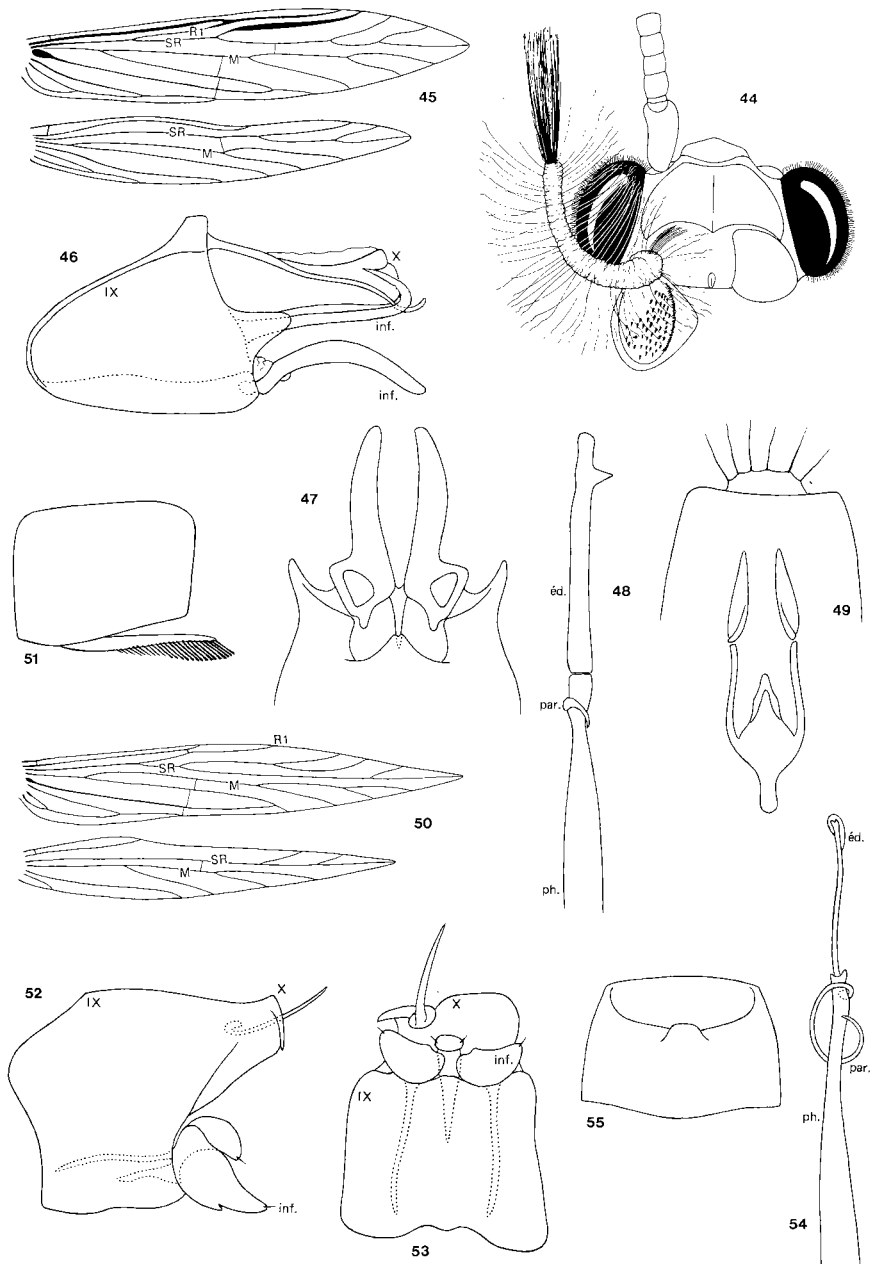 R1
SR
M
45
SR
M
44
46
IX
X
inf.
inf.
47
éd.
48
par.
ph.
49
51
R1
SR
M
50
SR
M
éd.
52
IX
X
inf.
X
inf.
IX
53
55
par.
ph.
54